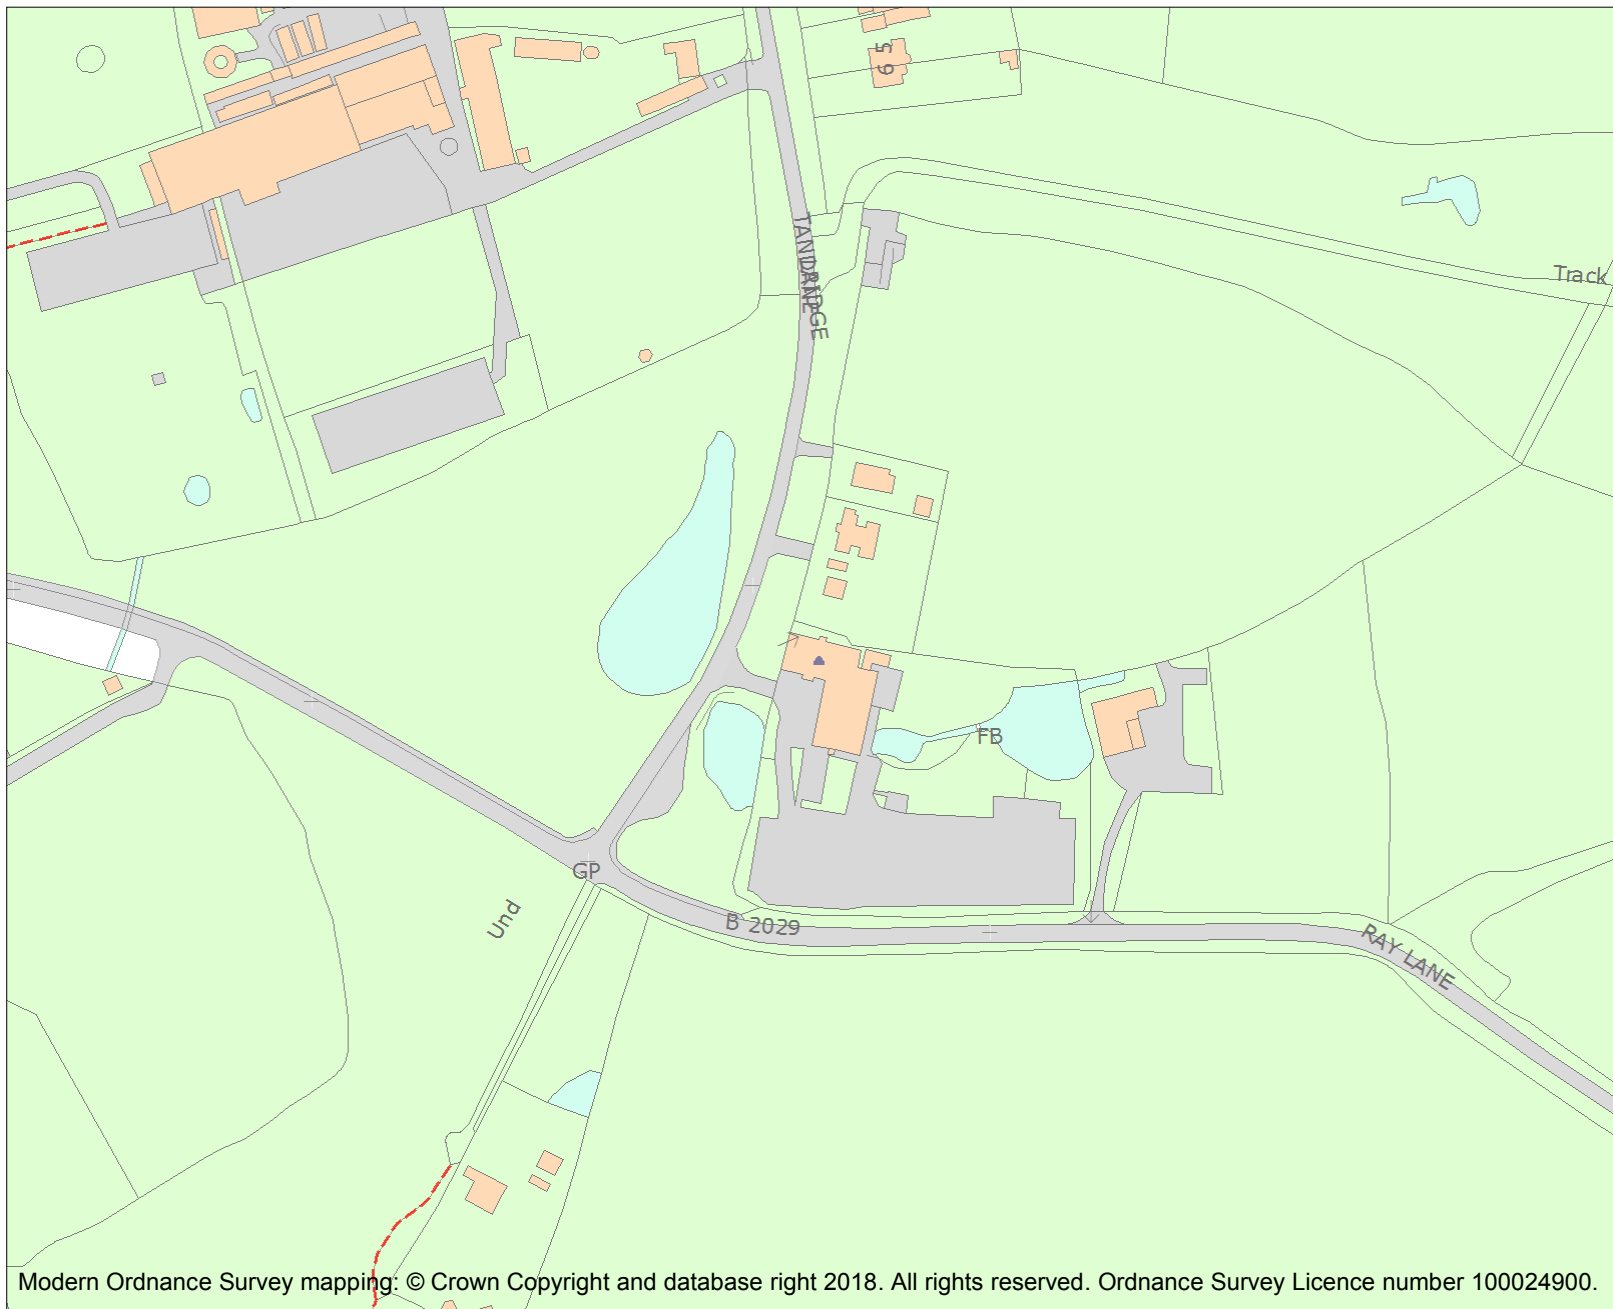 65
TANDRIDGE
LANE
Track
FB
GP
Und
B 2029
RAY LANE
Modern Ordnance Survey mapping: © Crown Copyright and database right 2018. All rights reserved. Ordnance Survey Licence number 100024900.